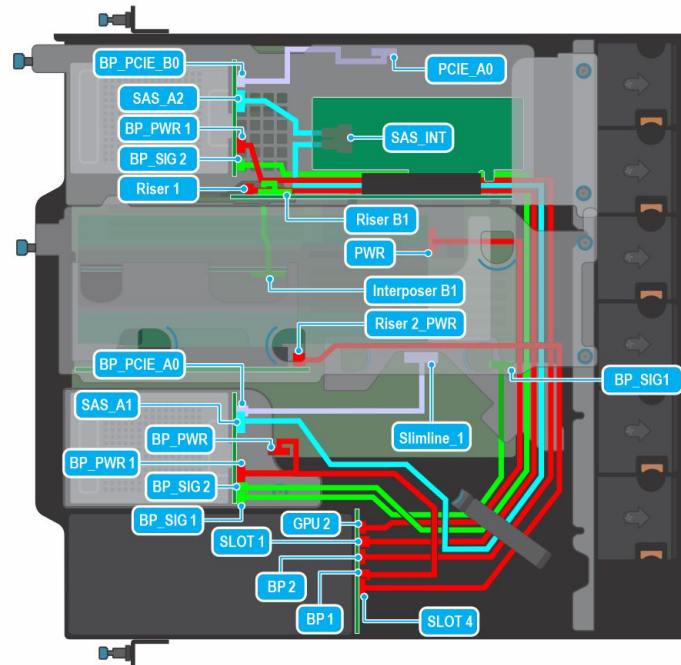 BP_PCIE_B0
PCIE_A0
SAS_A2
BP_PWR 1
SAS_INT
BP_SIG 2
Riser 1
Riser B1
PWR
Interposer B1
Riser 2_PWR
BP_PCIE_A0
BP_SIG1
SAS_A1
Slimline_1
BP_PWR
BP_PWR 1
BP_SIG 2
BP_SIG 1
GPU 2
SLOT 1
BP 2
BP 1
SLOT 4